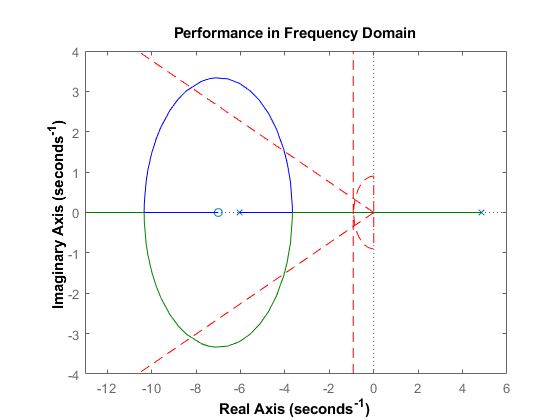 Performance in Frequency Domain
4
3
2
1
0
-1
-2
-3
-4
Imaginary Axis (seconds⁻¹)
-12 -10 -8 -6 -4 -2 0 2 4 6
Real Axis (seconds⁻¹)